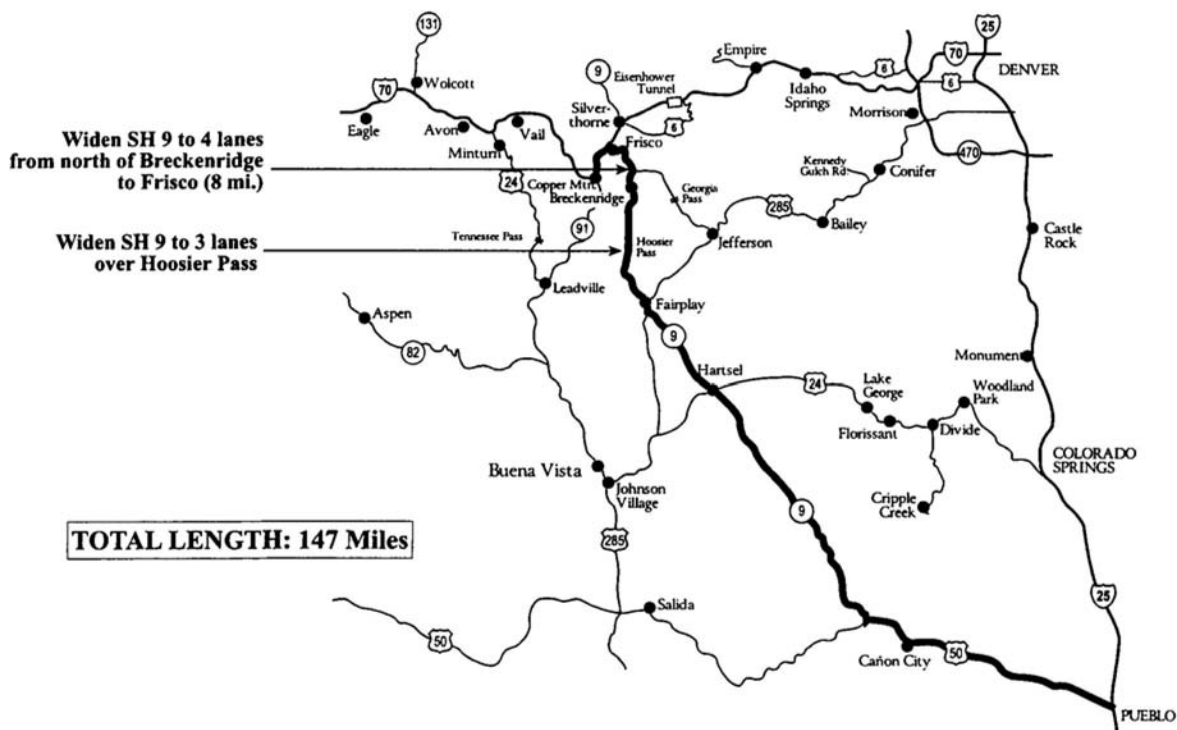 131
25
Empire
70
9
Eisenhower
Tunnel
6
6
DENVER
Wolcott
70
Idaho
Springs
Silver-
thorne
Morrison
Eagle
Avon
Vail
6
Widen SH 9 to 4 lanes
from north of Breckenridge
to Frisco (8 mi.)
Minturn
Frisco
470
Kennedy
Gulch Rd.
Conifer
24
Copper Mtn.
Breckenridge
Georgia
Pass
285
Bailey
91
Castle
Rock
Widen SH 9 to 3 lanes
over Hoosier Pass
Tennessee Pass
Hoosier
Pass
Jefferson
Leadville
Fairplay
Aspen
9
82
Monument
Hartsel
24
Lake
George
Woodland
Park
Florissant
Divide
COLORADO
SPRINGS
Buena Vista
Johnson
Village
Cripple
Creek
9
TOTAL LENGTH: 147 Miles
285
25
Salida
50
Cañon City
50
PUEBLO